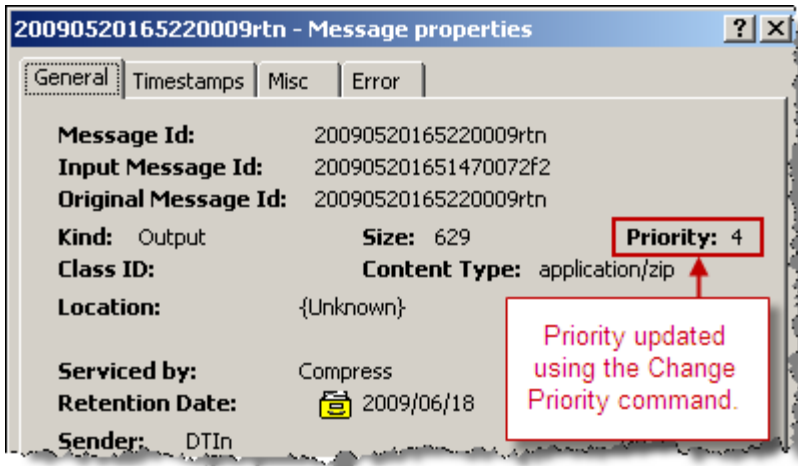 20090520165220009rtn - Message properties
General Timestamps Misc Error
Message Id: 20090520165220009rtn
Input Message Id: 200905201651470072f2
Original Message Id: 20090520165220009rtn
Kind: Output Size: 629 Priority: 4
Class ID: Content Type: application/zip
Location: {Unknown}
Priority updated
using the Change
Priority command.
Serviced by: Compress
Retention Date: 2009/06/18
Sender: DTIn